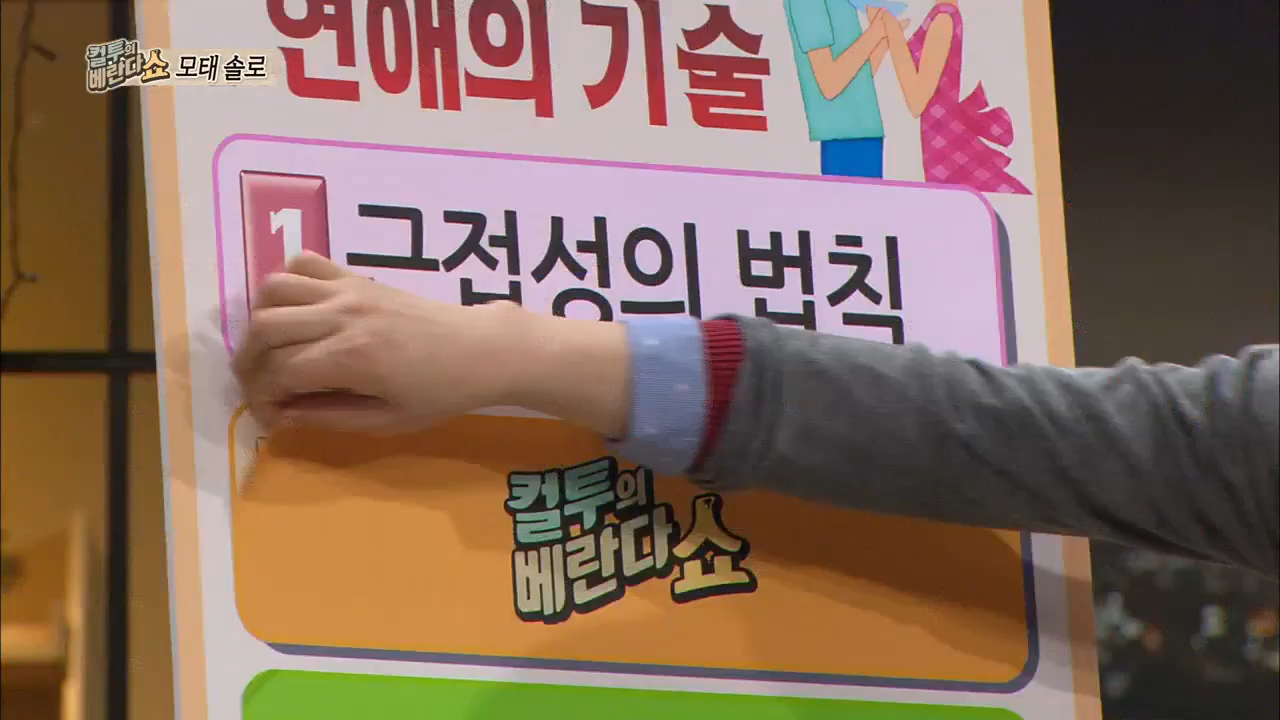 컬투의
베란다쇼 모태 솔로
연애의 기술
1 근접성의 법칙
컬투의
베란다쇼